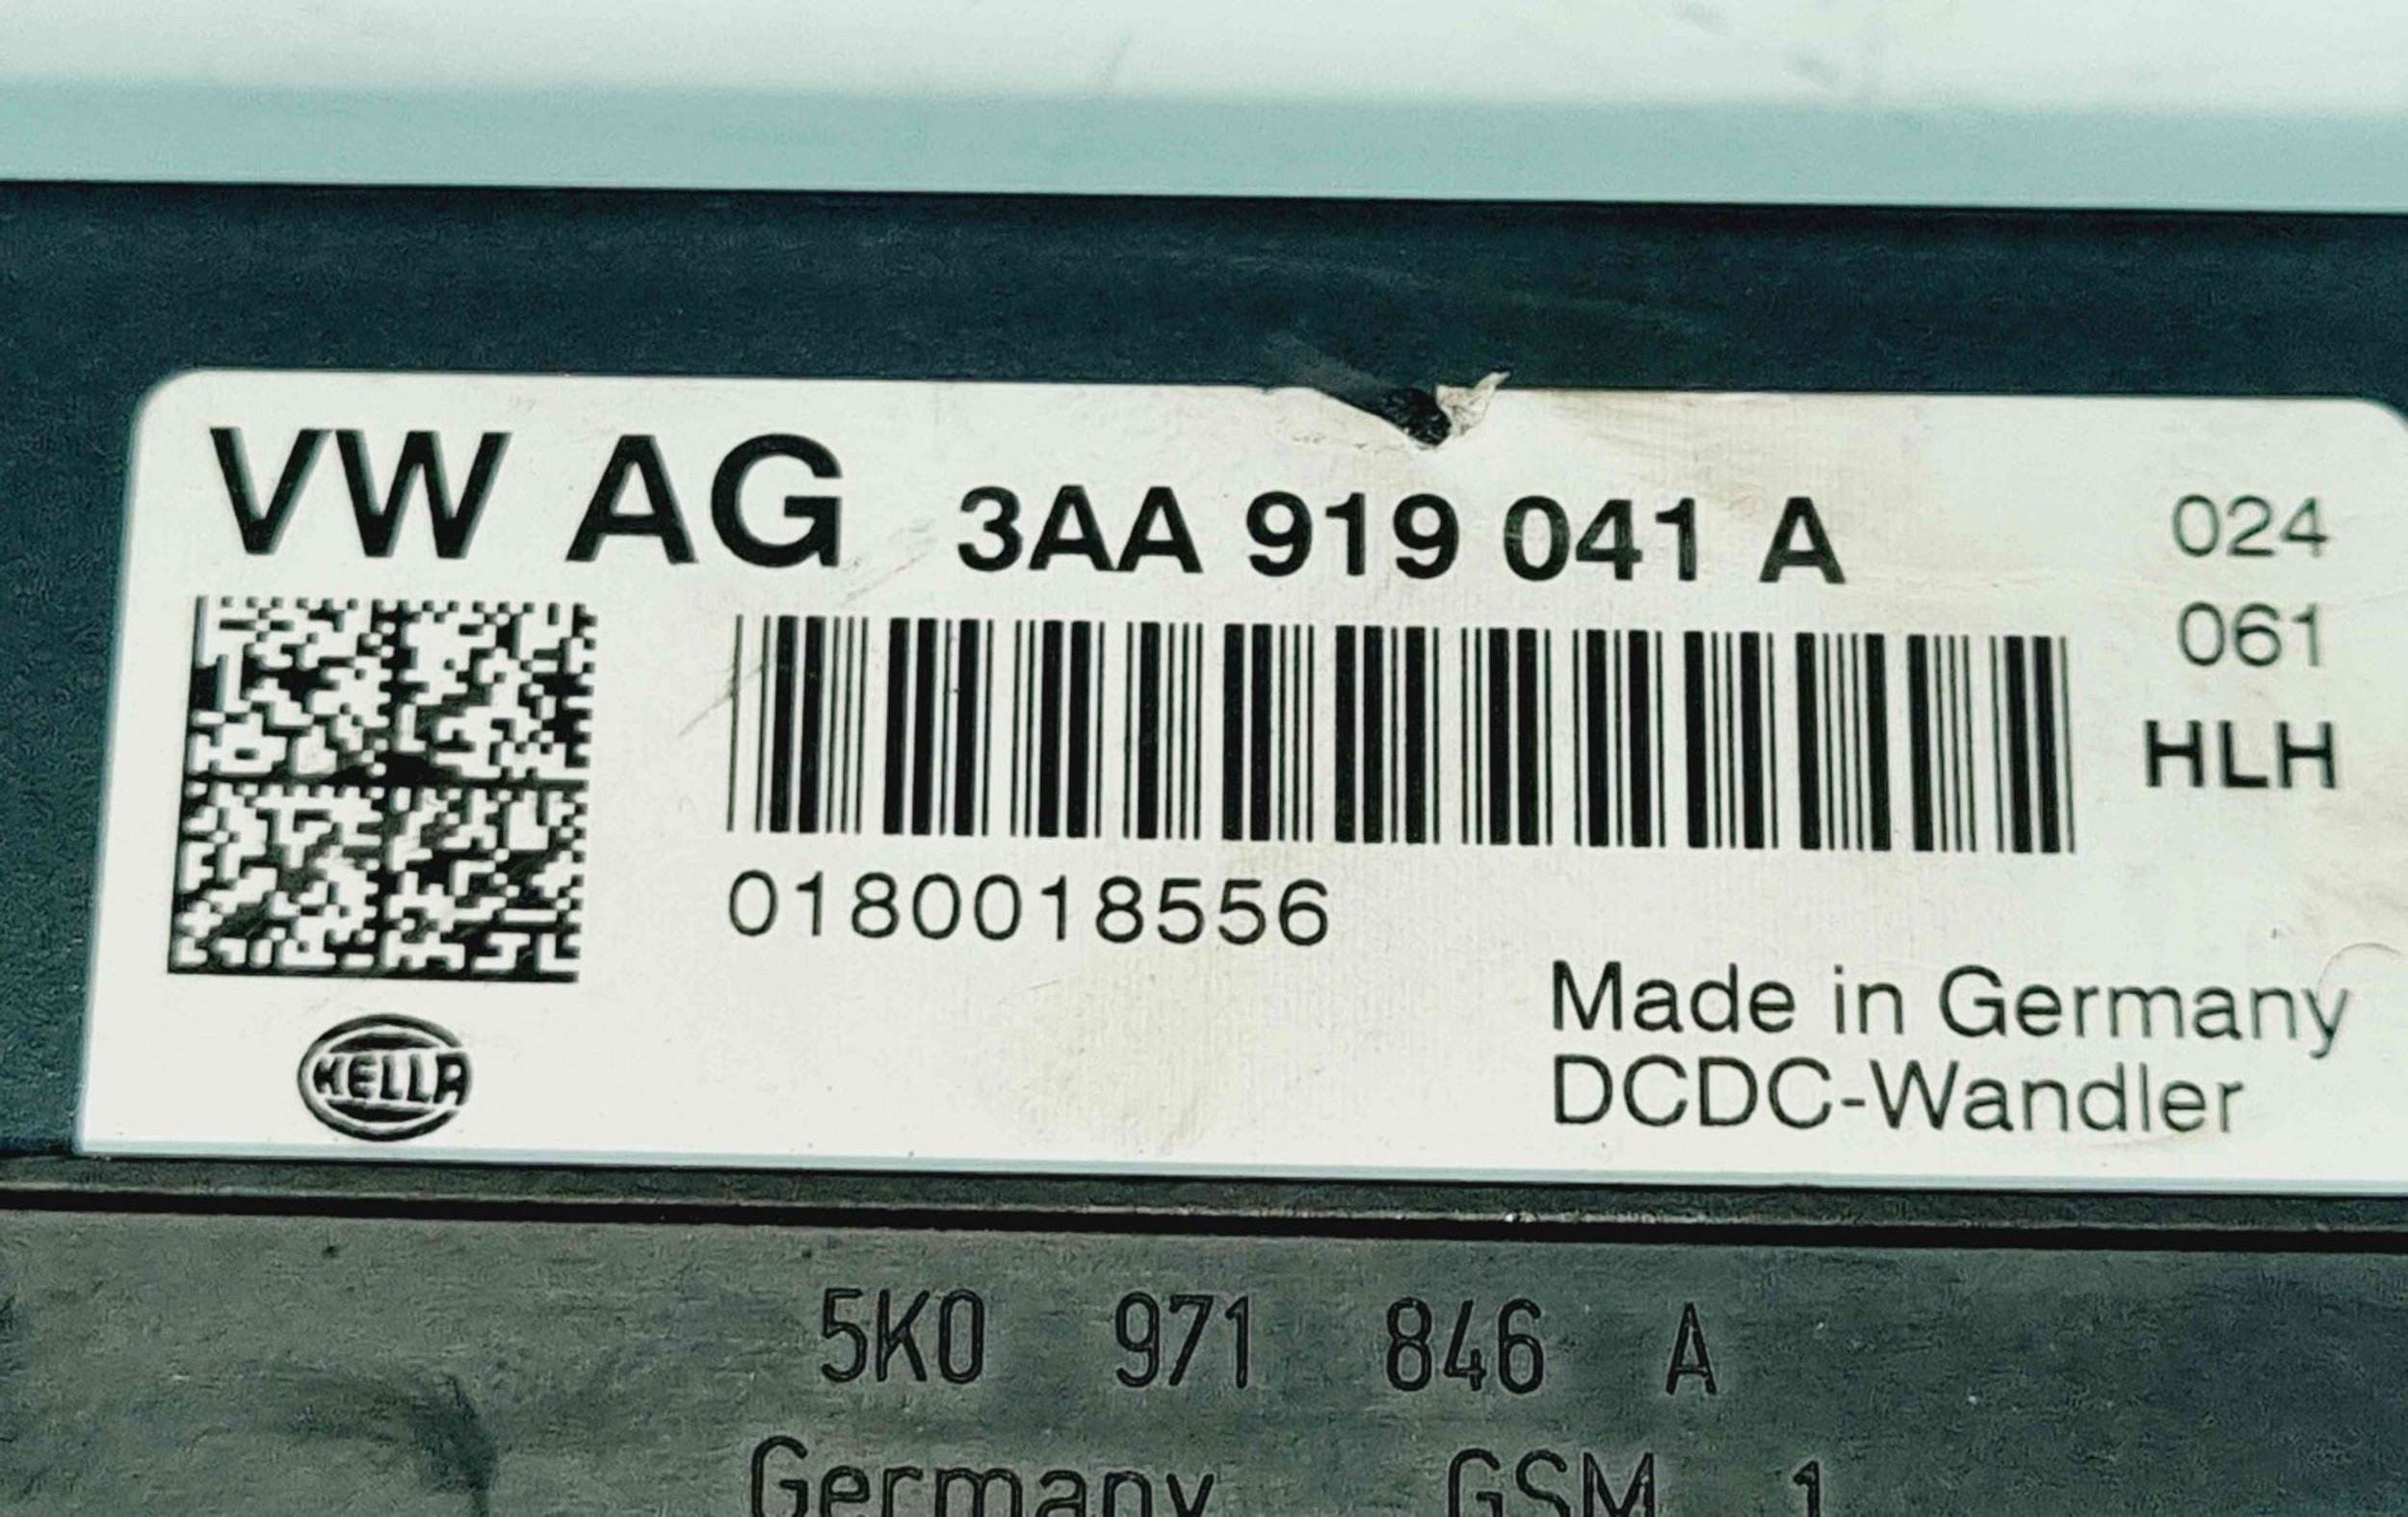 VW AG 3AA 919 041 A
024
061
HLH
0180018556
Made in Germany
DCDC-Wandler
HELLA
5K0 971 846 A
Germany GSM 1